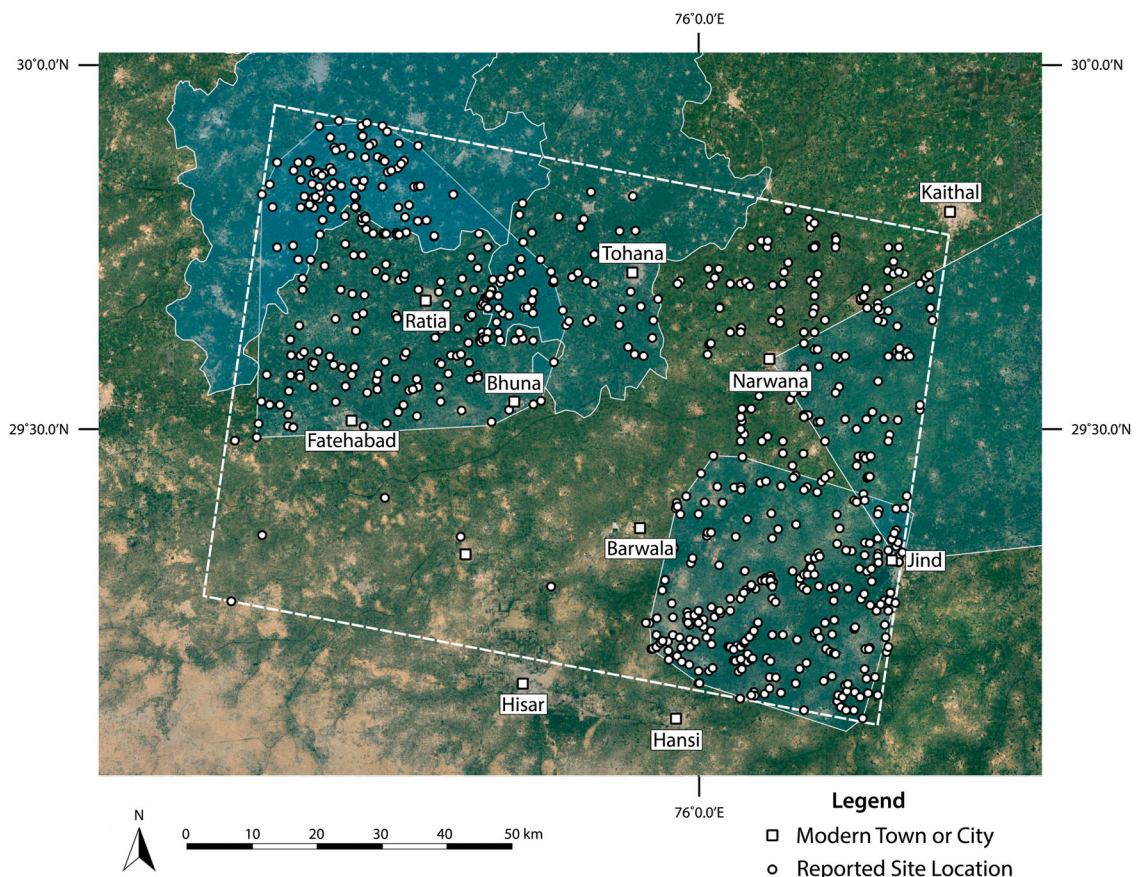 76°0.0'E
30°0.0'N
30°0.0'N
Kaithal
Tohana
Ratia
Narwana
Bhuna
29°30.0'N
29°30.0'N
Fatehabad
Barwala
Jind
Hisar
Hansi
76°0.0'E
Legend
N
0 10 20 30 40 50 km
Modern Town or City
Reported Site Location